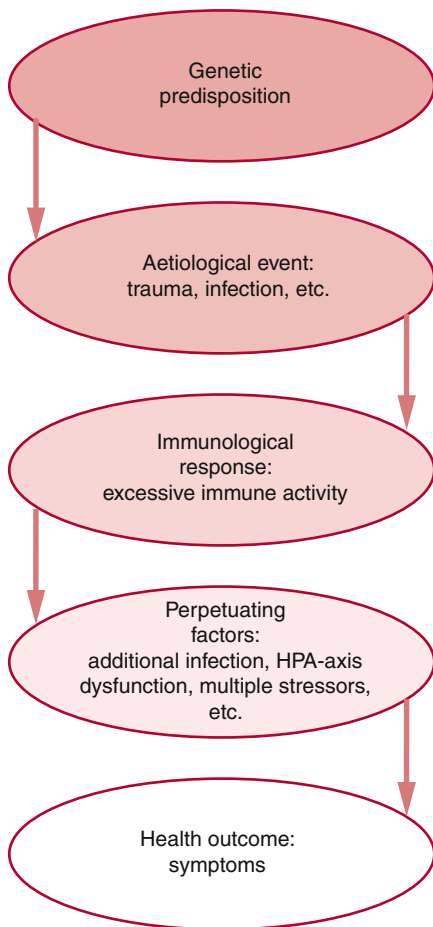 Genetic
predisposition
Aetiological event:
trauma, infection, etc.
Immunological
response:
excessive immune activity
Perpetuating
factors:
additional infection, HPA-axis
dysfunction, multiple stressors,
etc.
Health outcome:
symptoms